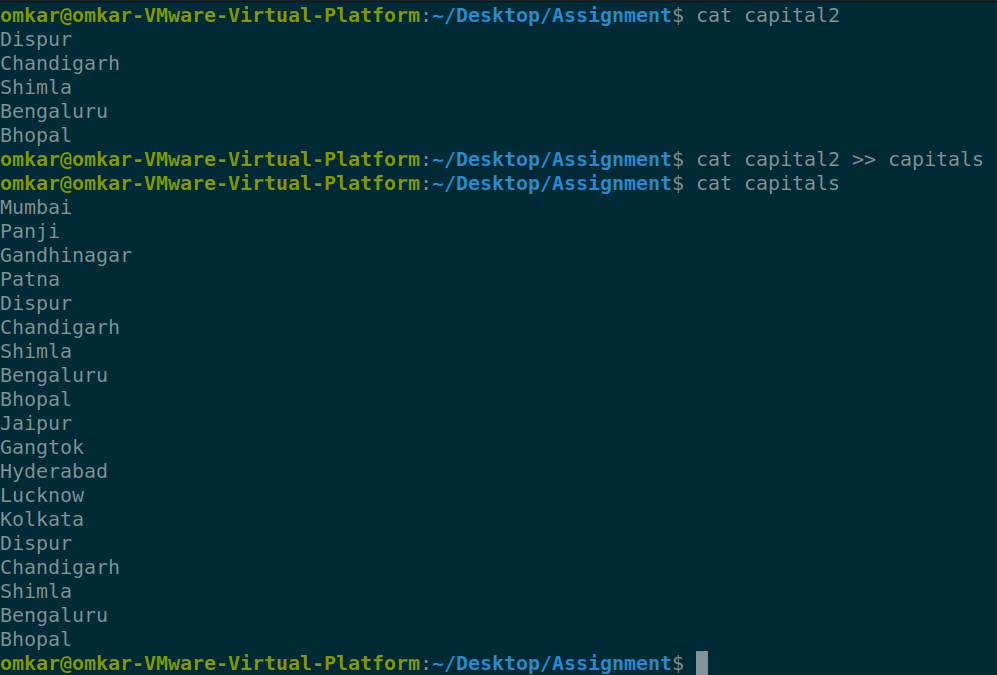 omkar@omkar-VMware-Virtual-Platform:~/Desktop/Assignment$ cat capital2
Dispur
Chandigarh
Shimla
Bengaluru
Bhopal
omkar@omkar-VMware-Virtual-Platform:~/Desktop/Assignment$ cat capital2 >> capitals
omkar@omkar-VMware-Virtual-Platform:~/Desktop/Assignment$ cat capitals
Mumbai
Panji
Gandhinagar
Patna
Dispur
Chandigarh
Shimla
Bengaluru
Bhopal
Jaipur
Gangtok
Hyderabad
Lucknow
Kolkata
Dispur
Chandigarh
Shimla
Bengaluru
Bhopal
omkar@omkar-VMware-Virtual-Platform:~/Desktop/Assignment$